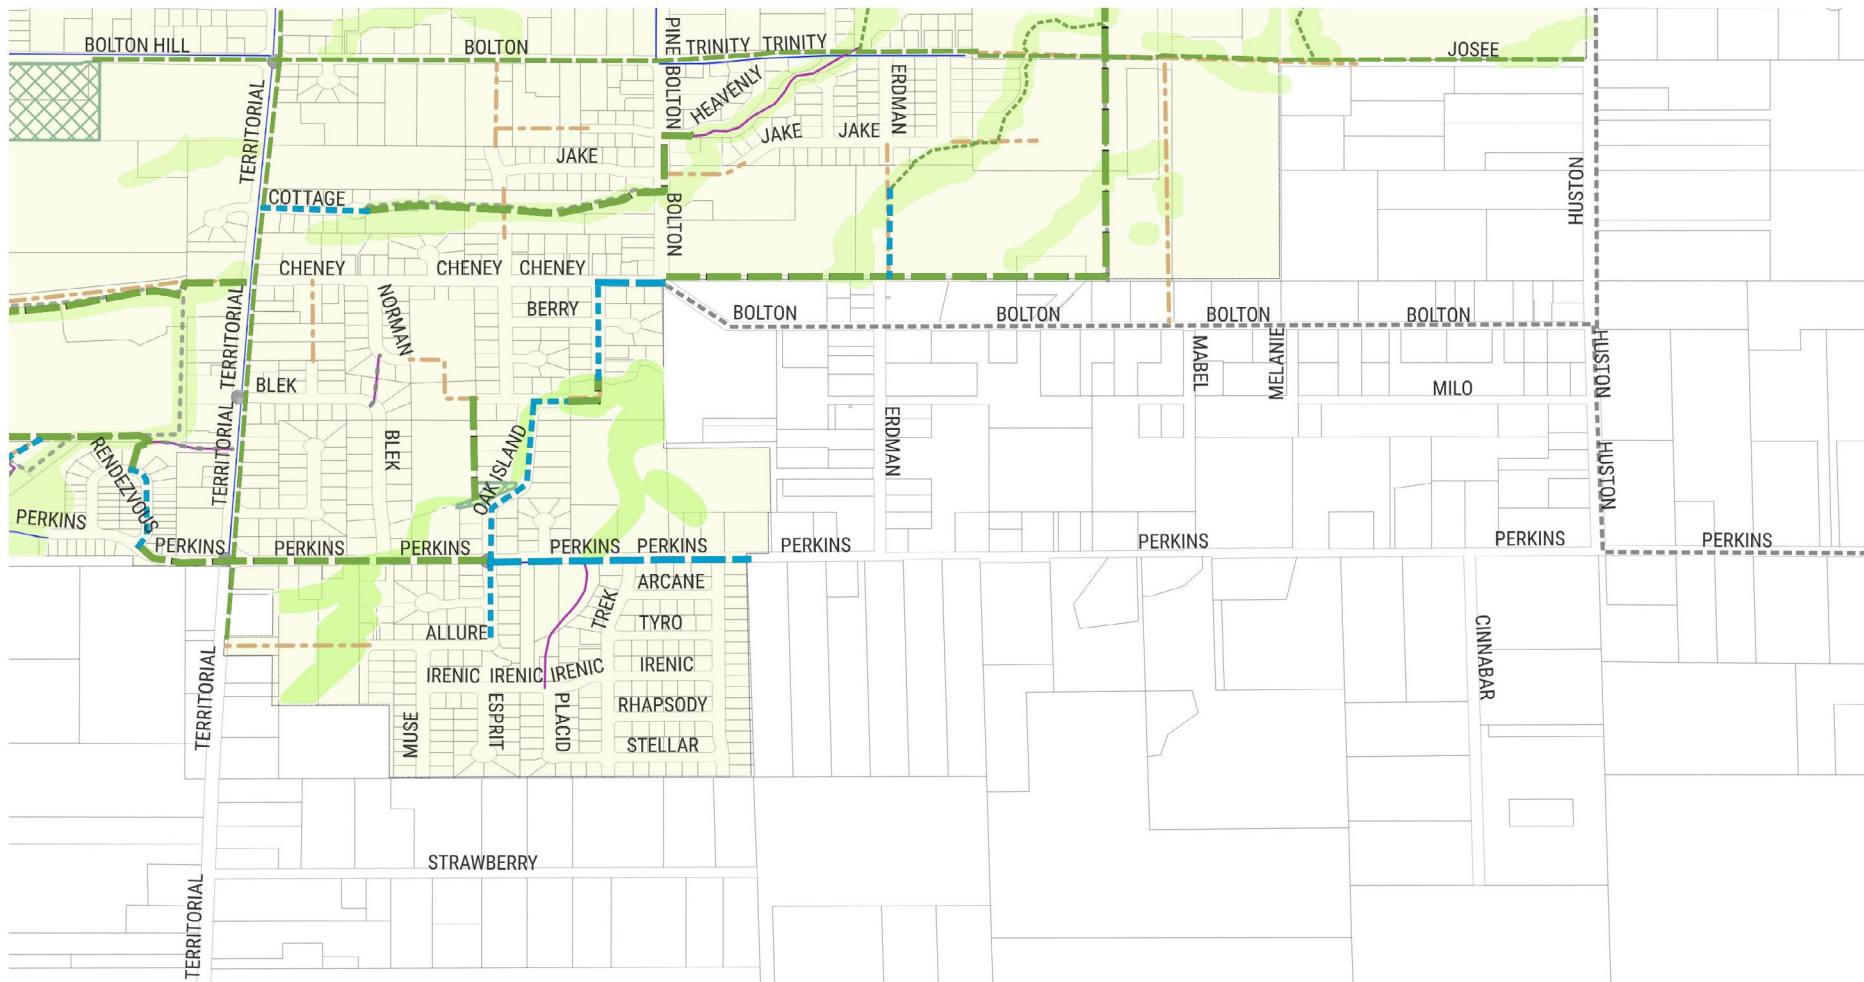 BOLTON HILL
BOLTON
PINE
TRINITY
TRINITY
JOSEE
TERRITORIAL
BOLTON
HEAVENLY
ERDMAN
JAKE
JAKE
JAKE
HUSTON
COTTAGE
BOLTON
CHENEY
CHENEY
CHENEY
NORMAN
BERRY
BOLTON
BOLTON
BOLTON
BOLTON
TERRITORIAL
BLEK
MABEL
MELANIE
MILO
HUSTON
TERRITORIAL
BLEK
OAK ISLAND
ERDMAN
HUSTON
RENDEZVOUS
PERKINS
PERKINS
PERKINS
PERKINS
PERKINS
PERKINS
PERKINS
PERKINS
PERKINS
PERKINS
ARCANE
TREK
TYRO
ALLURE
IRENIC
IRENIC
IRENIC
IRENIC
CINNABAR
TERRITORIAL
MUSE
ESPRIT
PLACID
RHAPSODY
STELLAR
STRAWBERRY
TERRITORIAL